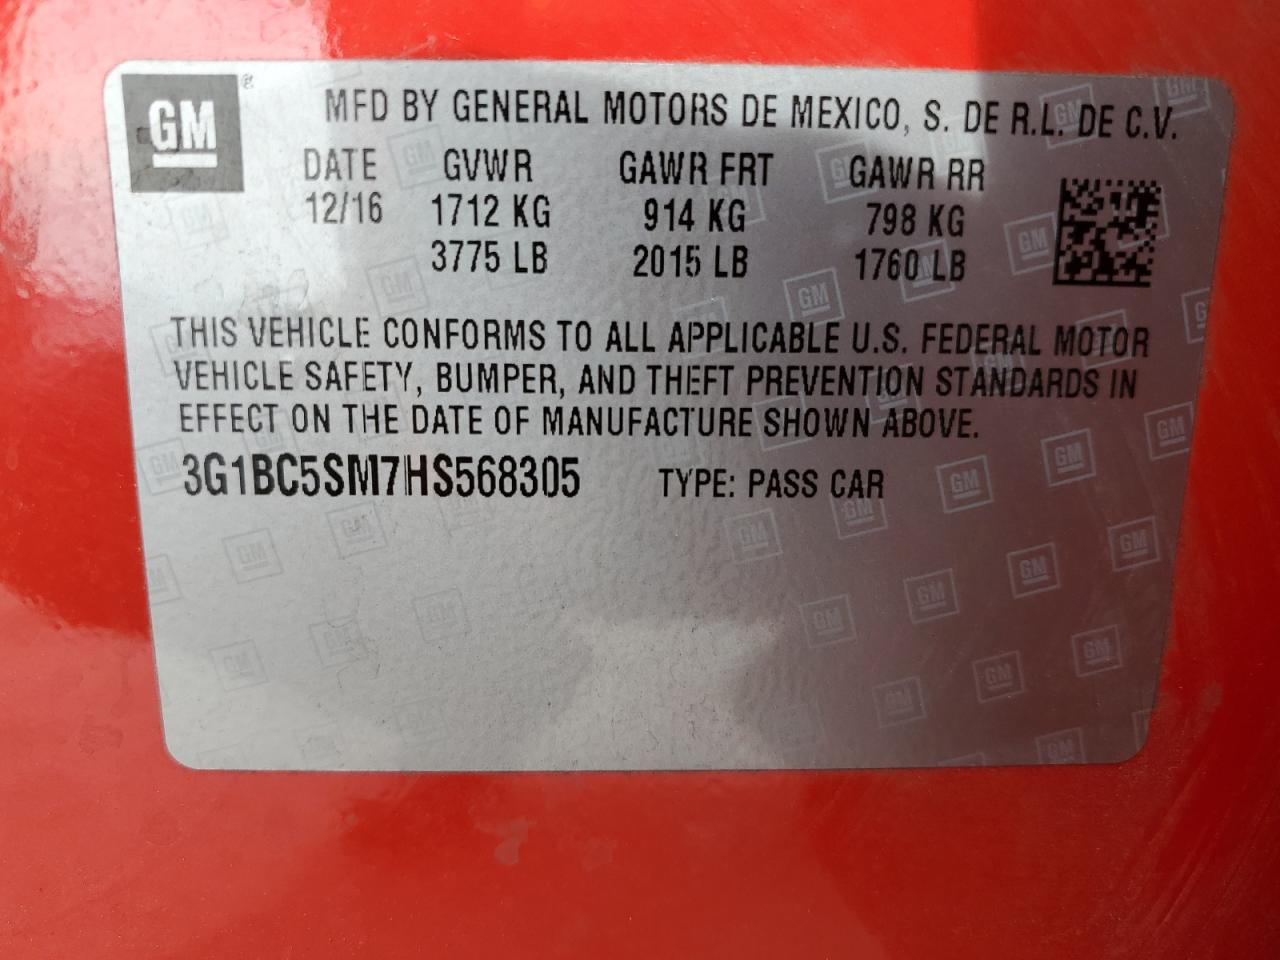 GM ®
MFD BY GENERAL MOTORS DE MEXICO, S. DE R.L. DE C.V.
DATE GVWR GAWR FRT GAWR RR
12/16 1712 KG 914 KG 798 KG
3775 LB 2015 LB 1760 LB
THIS VEHICLE CONFORMS TO ALL APPLICABLE U.S. FEDERAL MOTOR
VEHICLE SAFETY, BUMPER, AND THEFT PREVENTION STANDARDS IN
EFFECT ON THE DATE OF MANUFACTURE SHOWN ABOVE.
3G1BC5SM7HS568305 TYPE: PASS CAR